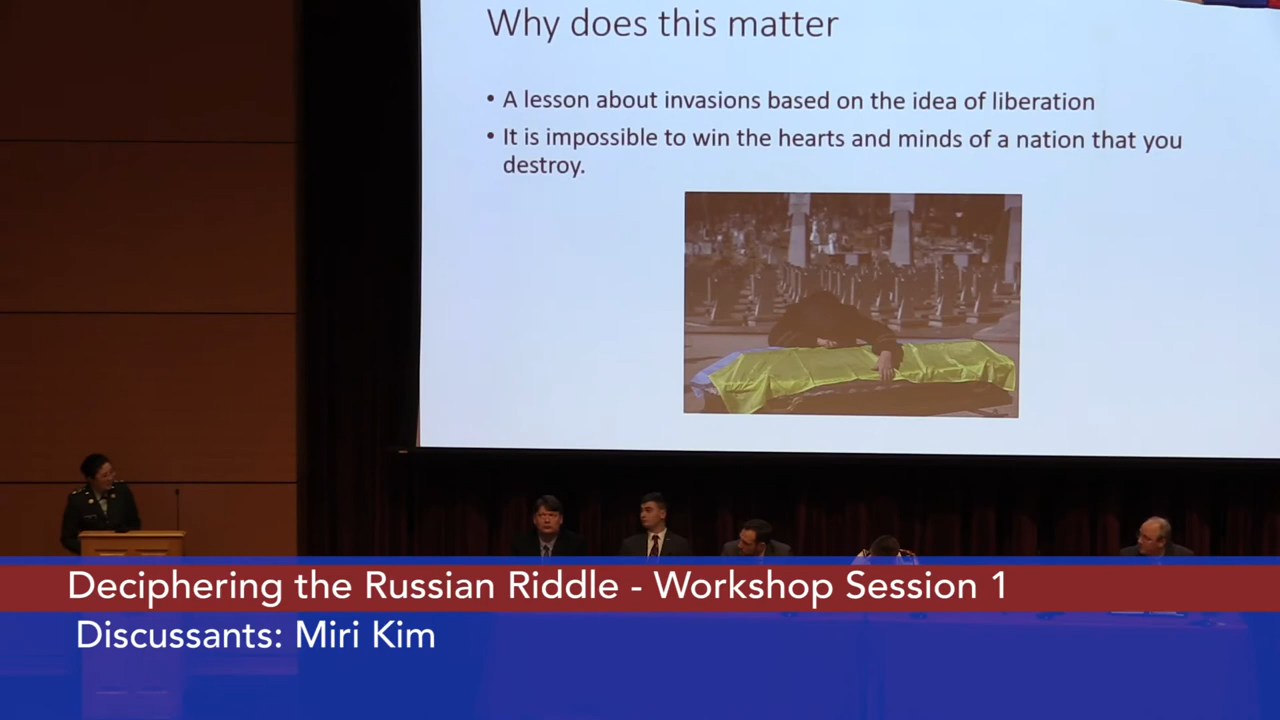 Why does this matter
• A lesson about invasions based on the idea of liberation
• It is impossible to win the hearts and minds of a nation that you
destroy.
Deciphering the Russian Riddle - Workshop Session 1
Discussants: Miri Kim